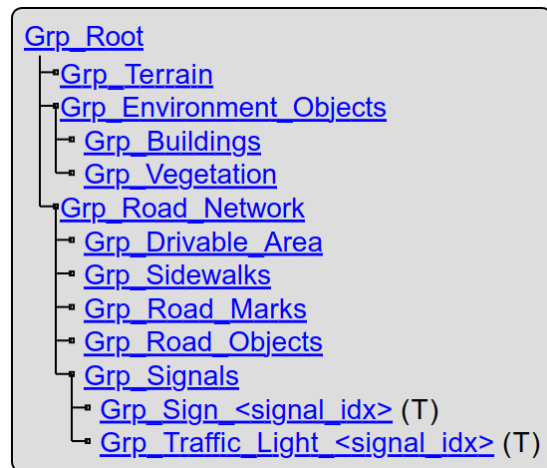 Grp_Root
Grp_Terrain
Grp_Environment_Objects
Grp_Buildings
Grp_Vegetation
Grp_Road_Network
Grp_Drivable_Area
Grp_Sidewalks
Grp_Road_Marks
Grp_Road_Objects
Grp_Signals
Grp_Sign_<signal_idx> (T)
Grp_Traffic_Light_<signal_idx> (T)